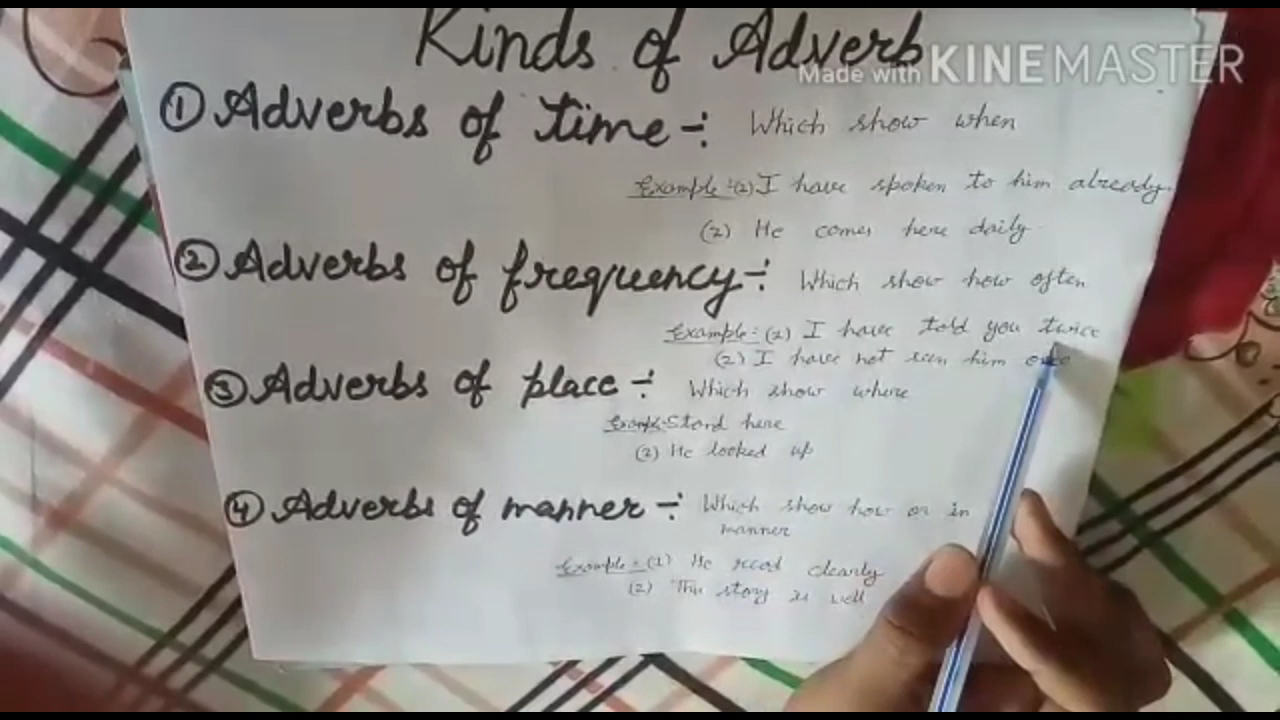 Kinds of Adverb
Made with KINEMASTER
① Adverbs of time -: Which show when
Example :- (1) I have spoken to him already.
(2) He comes here daily
② Adverbs of frequency -: Which show how often
Example :- (1) I have told you twice
(2) I have not seen him once
③ Adverbs of place -: Which show where
Example - Stand here
(2) He looked up
④ Adverbs of manner -: Which show how or in
manner
Example :- (1) He read clearly
(2) This story is well